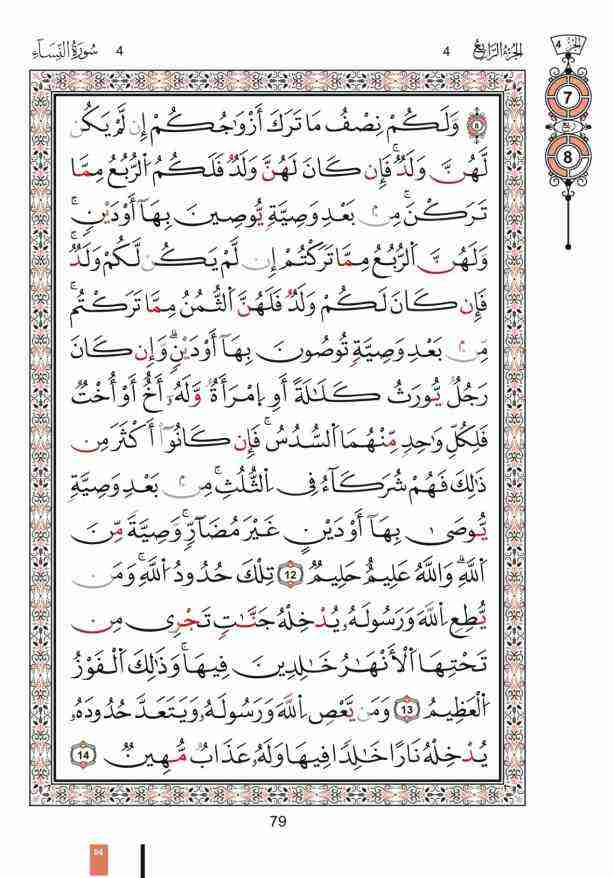 سُورَةُ النِّسَاءِ 4
4 الجُزْءُ الرَّابِعُ
الجزء 4
7
ربع
8
وَلَكُمْ نِصْفُ مَا تَرَكَ أَزْوَٰجُكُمْ إِن لَّمْ يَكُن
لَّهُنَّ وَلَدٌ ۚ فَإِن كَانَ لَهُنَّ وَلَدٌ فَلَكُمُ ٱلرُّبُعُ مِمَّا
تَرَكْنَ ۚ مِنۢ بَعْدِ وَصِيَّةٍ يُوصِينَ بِهَآ أَوْ دَيْنٍ ۚ
وَلَهُنَّ ٱلرُّبُعُ مِمَّا تَرَكْتُمْ إِن لَّمْ يَكُن لَّكُمْ وَلَدٌ ۚ
فَإِن كَانَ لَكُمْ وَلَدٌ فَلَهُنَّ ٱلثُّمُنُ مِمَّا تَرَكْتُم ۚ
مِّنۢ بَعْدِ وَصِيَّةٍ تُوصُونَ بِهَآ أَوْ دَيْنٍ ۗ وَإِن كَانَ
رَجُلٌ يُورَثُ كَلَٰلَةً أَوِ ٱمْرَأَةٌ وَلَهُۥٓ أَخٌ أَوْ أُخْتٌ
فَلِكُلِّ وَٰحِدٍ مِّنْهُمَا ٱلسُّدُسُ ۚ فَإِن كَانُوٓا۟ أَكْثَرَ مِن
ذَٰلِكَ فَهُمْ شُرَكَآءُ فِى ٱلثُّلُثِ ۚ مِنۢ بَعْدِ وَصِيَّةٍ
يُوصَىٰ بِهَآ أَوْ دَيْنٍ غَيْرَ مُضَآرٍّ ۚ وَصِيَّةً مِّنَ
ٱللَّهِ ۗ وَٱللَّهُ عَلِيمٌ حَلِيمٌ 12 تِلْكَ حُدُودُ ٱللَّهِ ۚ وَمَن
يُطِعِ ٱللَّهَ وَرَسُولَهُۥ يُدْخِلْهُ جَنَّٰتٍ تَجْرِى مِن
تَحْتِهَا ٱلْأَنْهَٰرُ خَٰلِدِينَ فِيهَا ۚ وَذَٰلِكَ ٱلْفَوْزُ
ٱلْعَظِيمُ 13 وَمَن يَعْصِ ٱللَّهَ وَرَسُولَهُۥ وَيَتَعَدَّ حُدُودَهُۥ
يُدْخِلْهُ نَارًا خَٰلِدًا فِيهَا وَلَهُۥ عَذَابٌ مُّهِينٌ 14
79